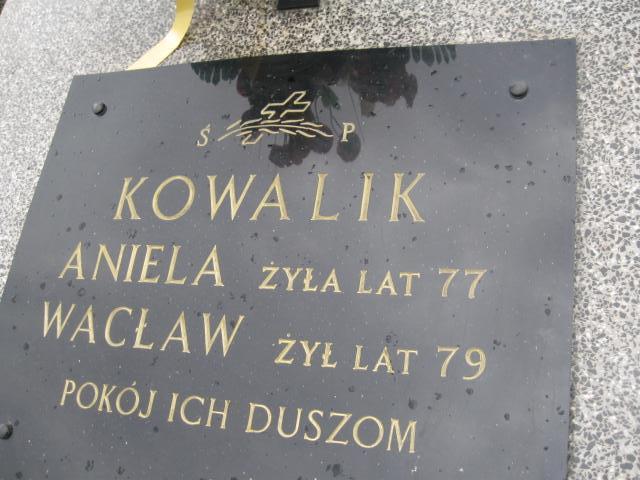 Ś P
KOWALIK
ANIELA ŻYŁA LAT 77
WACŁAW ŻYŁ LAT 79
POKÓJ ICH DUSZOM